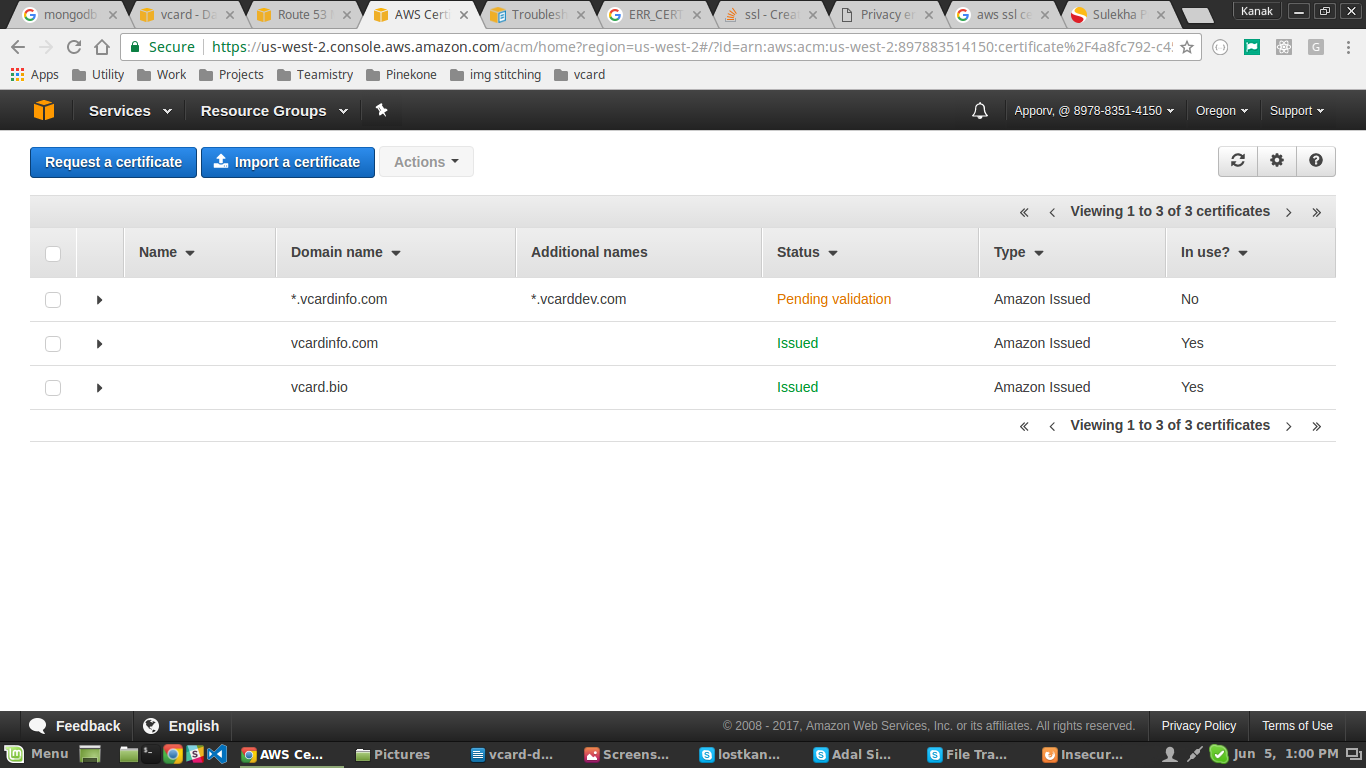 mongodb
vcard - Da
Route 53 M
AWS Certi
Troublesh
ERR_CERT
ssl - Crea
Privacy er
aws ssl ce
Sulekha P
Kanak
Secure
https://us-west-2.console.aws.amazon.com/acm/home?region=us-west-2#/?id=arn:aws:acm:us-west-2:897883514150:certificate%2F4a8fc792-c45
Apps
Utility
Work
Projects
Teamistry
Pinekone
img stitching
vcard
Services
Resource Groups
Apporv, @ 8978-8351-4150
Oregon
Support
Request a certificate
Import a certificate
Actions
Viewing 1 to 3 of 3 certificates
Name
Domain name
Additional names
Status
Type
In use?
*.vcardinfo.com
*.vcarddev.com
Pending validation
Amazon Issued
No
vcardinfo.com
Issued
Amazon Issued
Yes
vcard.bio
Issued
Amazon Issued
Yes
Viewing 1 to 3 of 3 certificates
Feedback
English
© 2008 - 2017, Amazon Web Services, Inc. or its affiliates. All rights reserved.
Privacy Policy
Terms of Use
Menu
AWS Ce...
Pictures
vcard-d...
Screens...
lostkan...
Adal Si...
File Tra...
Insecur...
Jun 5, 1:00 PM